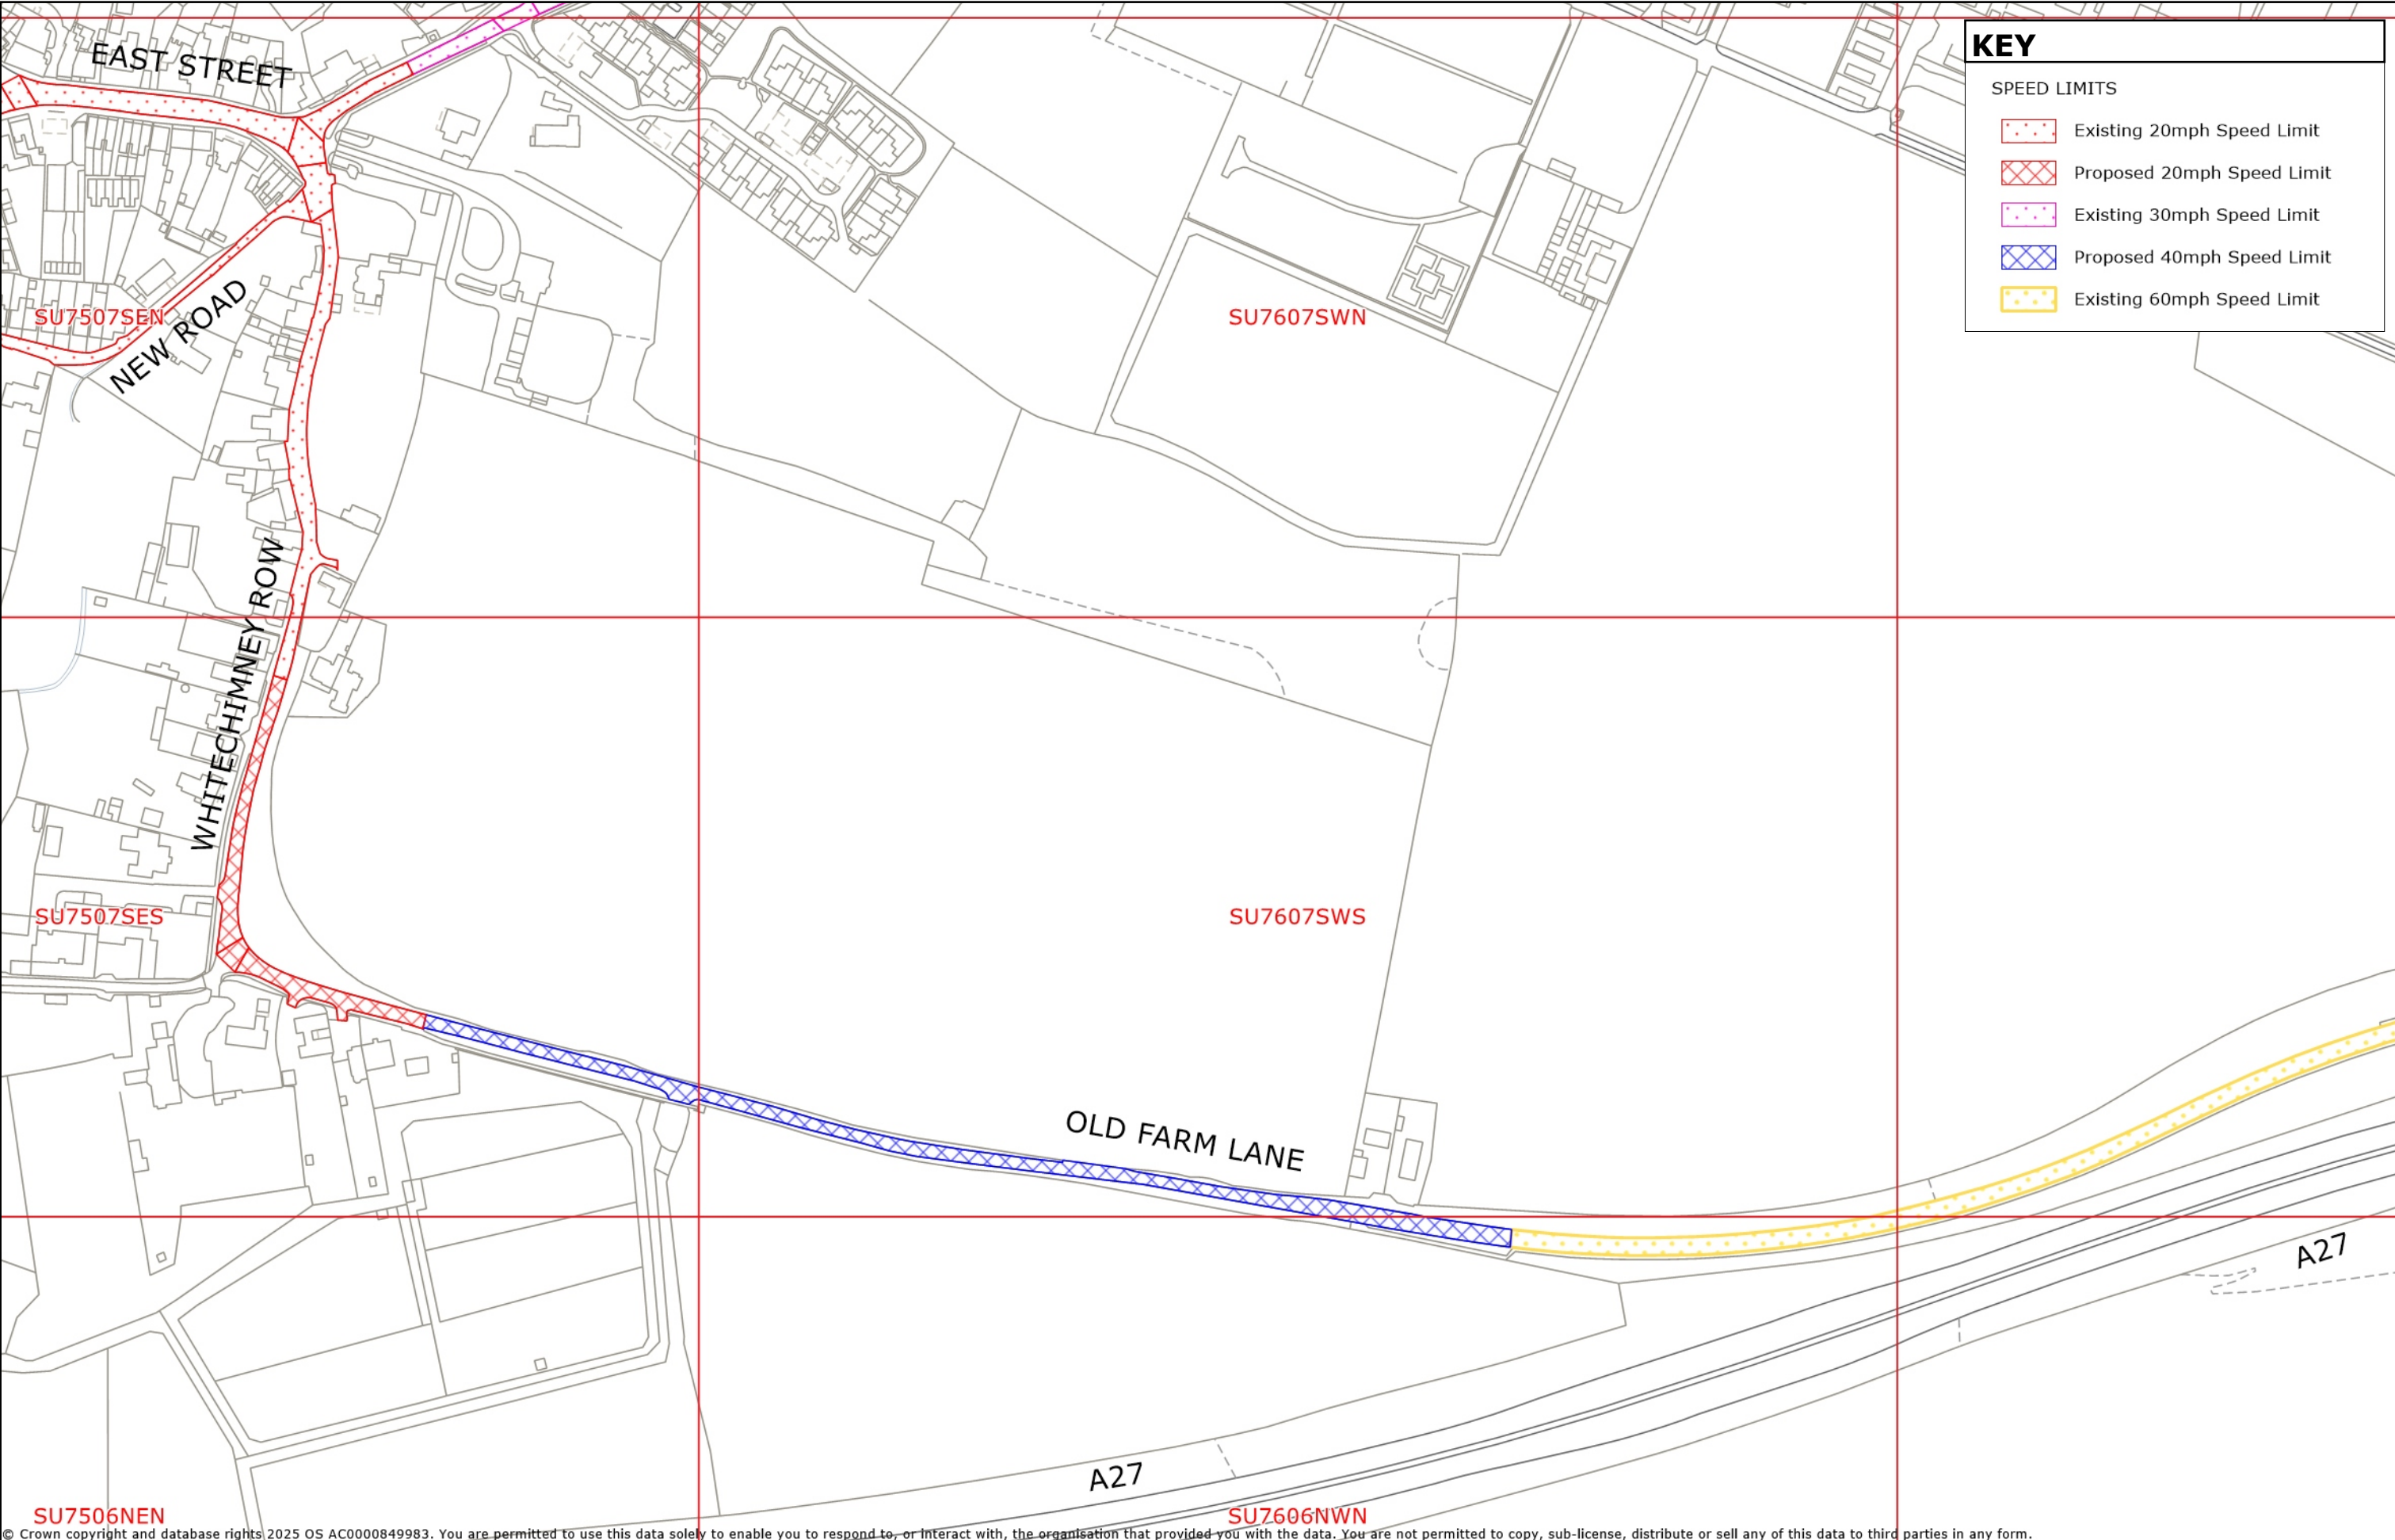 KEY
SPEED LIMITS
Existing 20mph Speed Limit
Proposed 20mph Speed Limit
Existing 30mph Speed Limit
Proposed 40mph Speed Limit
Existing 60mph Speed Limit
EAST STREET
SU7507SEN
NEW ROAD
SU7607SWN
WHITECHIMNEY ROW
SU7507SES
SU7607SWS
OLD FARM LANE
A27
A27
SU7506NEN
SU7606NWN
© Crown copyright and database rights 2025 OS AC0000849983. You are permitted to use this data solely to enable you to respond to, or interact with, the organisation that provided you with the data. You are not permitted to copy, sub-license, distribute or sell any of this data to third parties in any form.